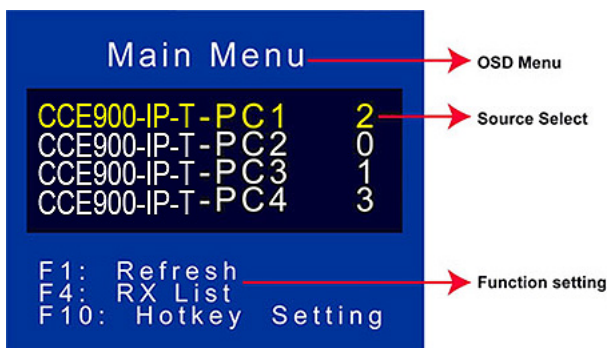 Main Menu
OSD Menu
CCE900-IP-T-PC1 2
Source Select
CCE900-IP-T-PC2 0
CCE900-IP-T-PC3 1
CCE900-IP-T-PC4 3
F1: Refresh
F4: RX List
Function setting
F10: Hotkey Setting